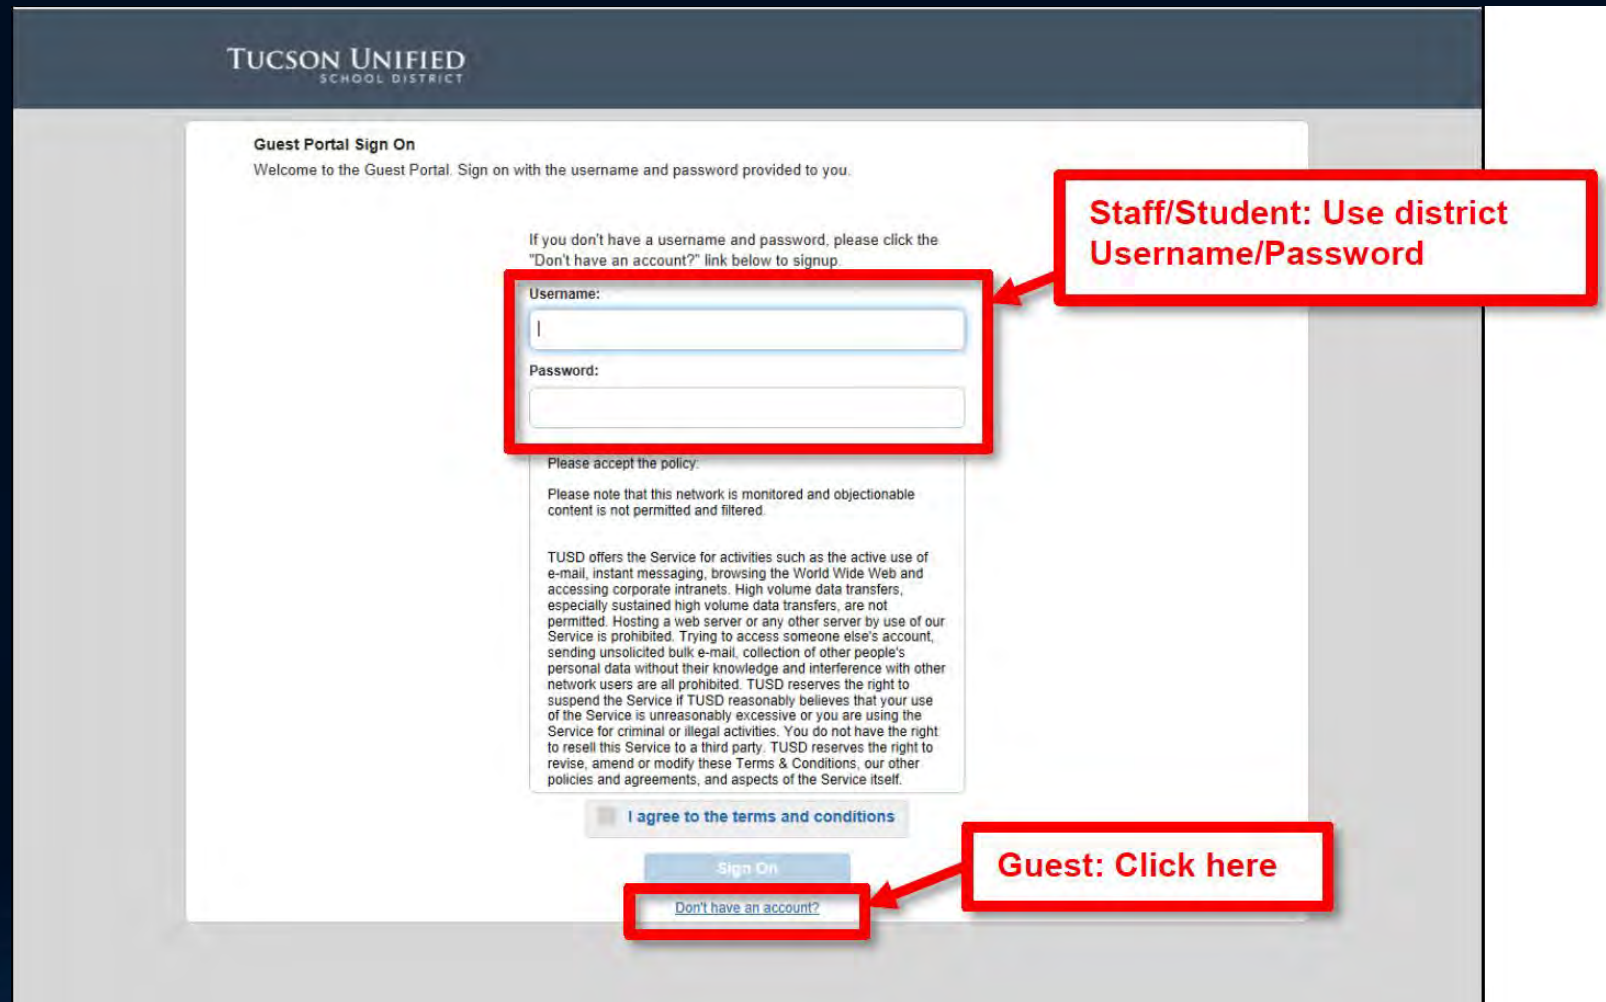 TUCSON UNIFIED
SCHOOL DISTRICT
Guest Portal Sign On
Welcome to the Guest Portal. Sign on with the username and password provided to you.
Staff/Student: Use district
Username/Password
If you don't have a username and password, please click the
"Don't have an account?" link below to signup.
Username:
Password:
Please accept the policy:
Please note that this network is monitored and objectionable
content is not permitted and filtered.
TUSD offers the Service for activities such as the active use of
e-mail, instant messaging, browsing the World Wide Web and
accessing corporate intranets. High volume data transfers,
especially sustained high volume data transfers, are not
permitted. Hosting a web server or any other server by use of our
Service is prohibited. Trying to access someone else's account,
sending unsolicited bulk e-mail, collection of other people's
personal data without their knowledge and interference with other
network users are all prohibited. TUSD reserves the right to
suspend the Service if TUSD reasonably believes that your use
of the Service is unreasonably excessive or you are using the
Service for criminal or illegal activities. You do not have the right
to resell this Service to a third party. TUSD reserves the right to
revise, amend or modify these Terms & Conditions, our other
policies and agreements, and aspects of the Service itself.
I agree to the terms and conditions
Sign On
Guest: Click here
Don't have an account?